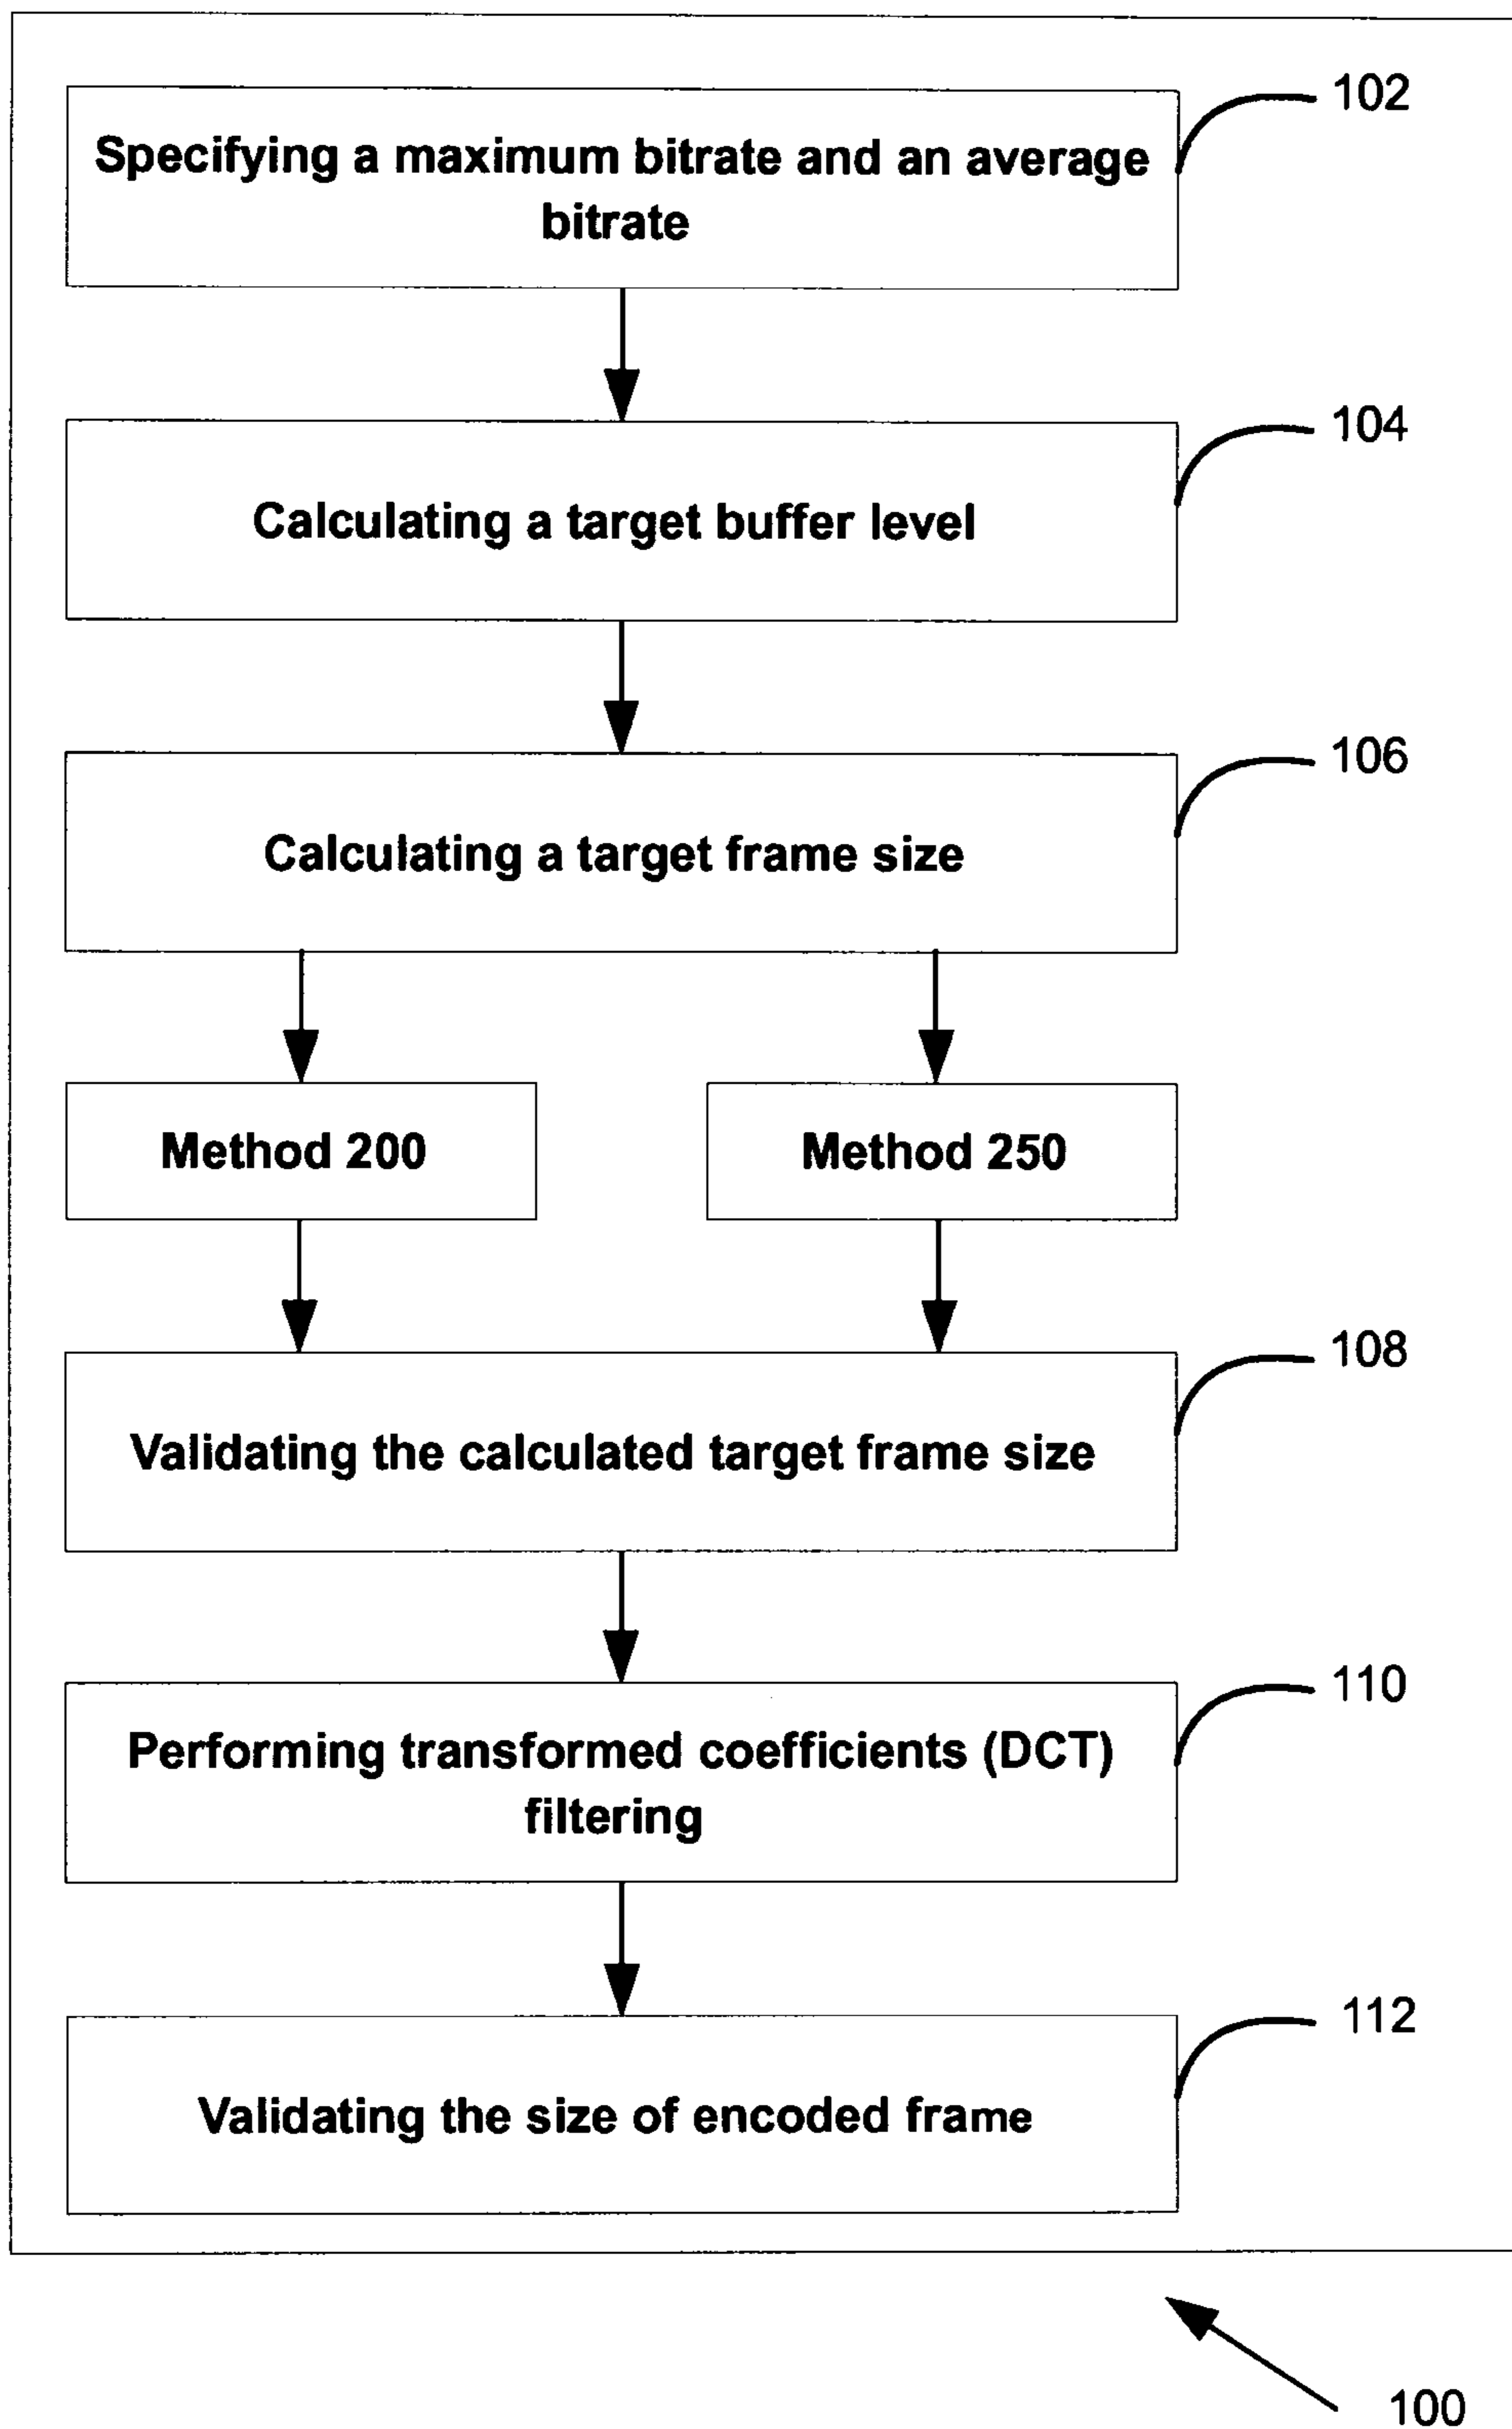 102
Specifying a maximum bitrate and an average
bitrate
104
Calculating a target buffer level
106
Calculating a target frame size
Method 200
Method 250
108
Validating the calculated target frame size
110
Performing transformed coefficients (DCT)
filtering
112
Validating the size of encoded frame
100